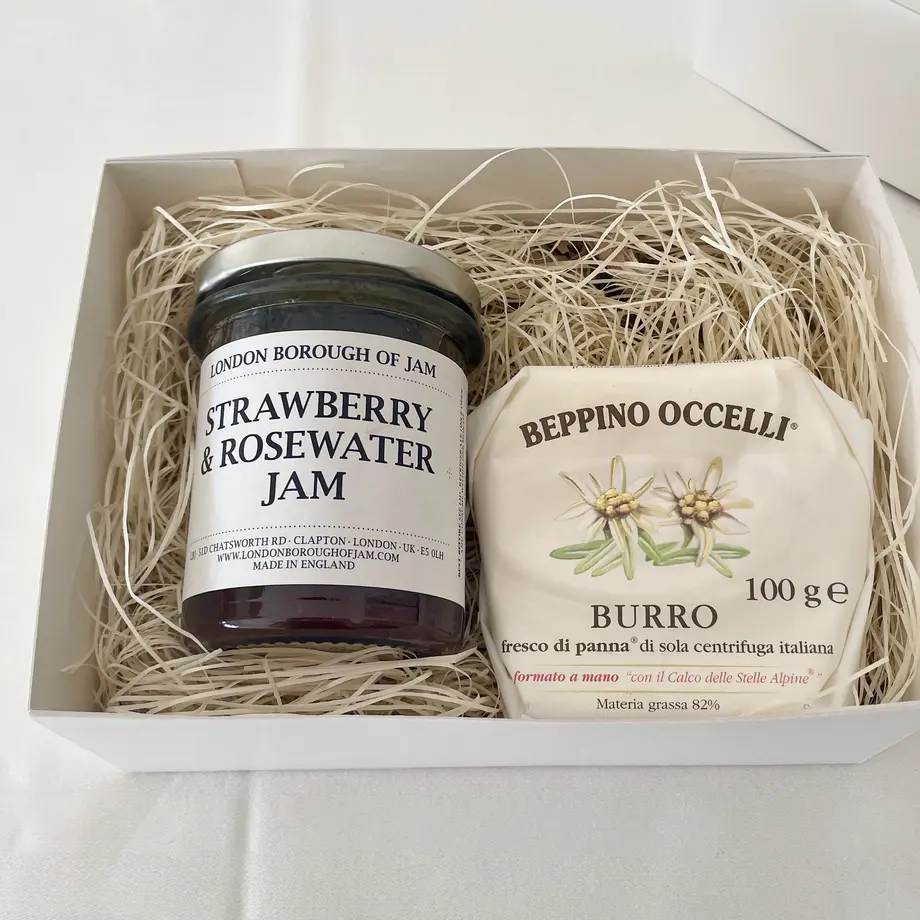 LONDON BOROUGH OF JAM
STRAWBERRY
& ROSEWATER
JAM
51D CHATSWORTH RD · CLAPTON · LONDON · UK · E5 0LH
WWW.LONDONBOROUGHOFJAM.COM
MADE IN ENGLAND
BEPPINO OCCELLI®
100 g e
BURRO
fresco di panna® di sola centrifuga italiana
formato a mano "con il Calco delle Stelle Alpine®"
Materia grassa 82%